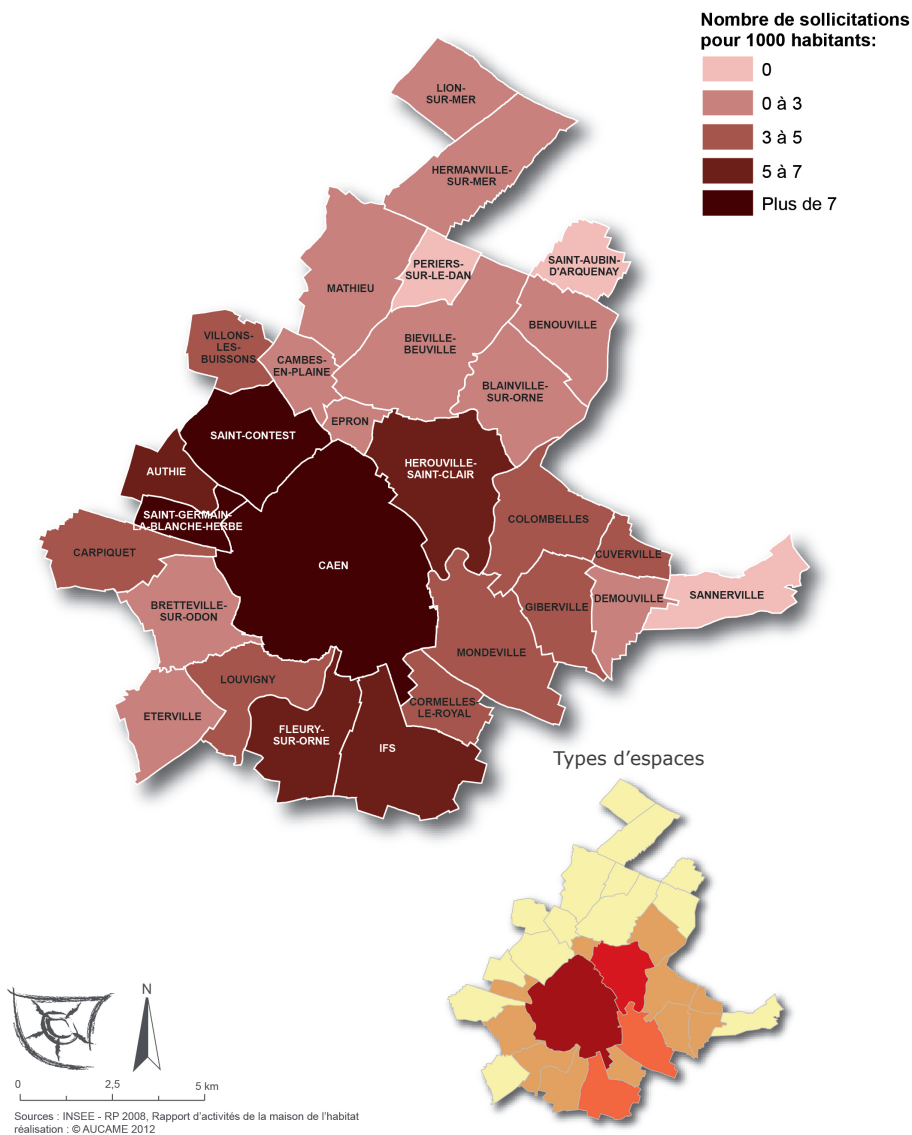 Nombre de sollicitations
pour 1000 habitants:
0
0 à 3
3 à 5
5 à 7
Plus de 7
LION-
SUR-MER
HERMANVILLE-
SUR-MER
PERIERS-
SUR-LE-DAN
SAINT-AUBIN-
D'ARQUENAY
MATHIEU
BENOUVILLE
VILLONS-
LES-
BUISSONS
BIEVILLE-
BEUVILLE
CAMBES-
EN-PLAINE
BLAINVILLE-
SUR-ORNE
EPRON
SAINT-CONTEST
HEROUVILLE-
SAINT-CLAIR
AUTHIE
SAINT-GERMAIN-
LA-BLANCHE-HERBE
COLOMBELLES
CARPIQUET
CUVERVILLE
CAEN
SANNERVILLE
DEMOUVILLE
GIBERVILLE
BRETTEVILLE-
SUR-ODON
MONDEVILLE
LOUVIGNY
CORMELLES-
LE-ROYAL
ETERVILLE
FLEURY-
SUR-ORNE
IFS
Types d'espaces
N
0 2,5 5 km
Sources : INSEE - RP 2008, Rapport d'activités de la maison de l'habitat
réalisation : © AUCAME 2012